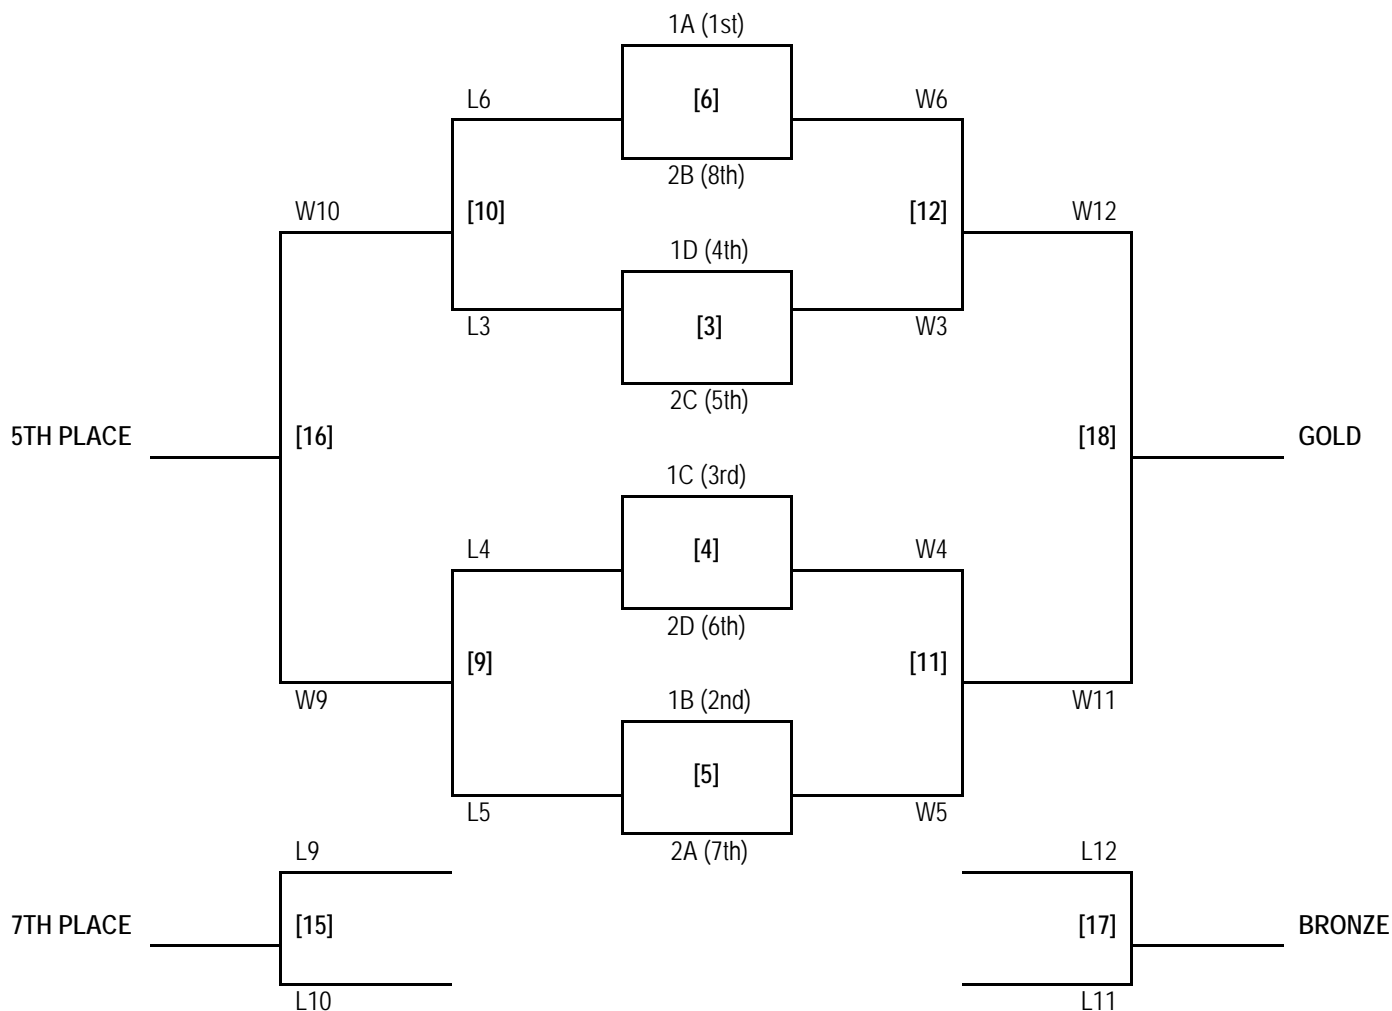 1A (1st)
L6
[6]
W6
2B (8th)
W10
[10]
[12]
W12
1D (4th)
L3
[3]
W3
2C (5th)
5TH PLACE
[16]
[18]
GOLD
1C (3rd)
L4
[4]
W4
2D (6th)
[9]
[11]
W9
1B (2nd)
W11
[5]
L5
W5
L9
2A (7th)
L12
7TH PLACE
[15]
[17]
BRONZE
L10
L11